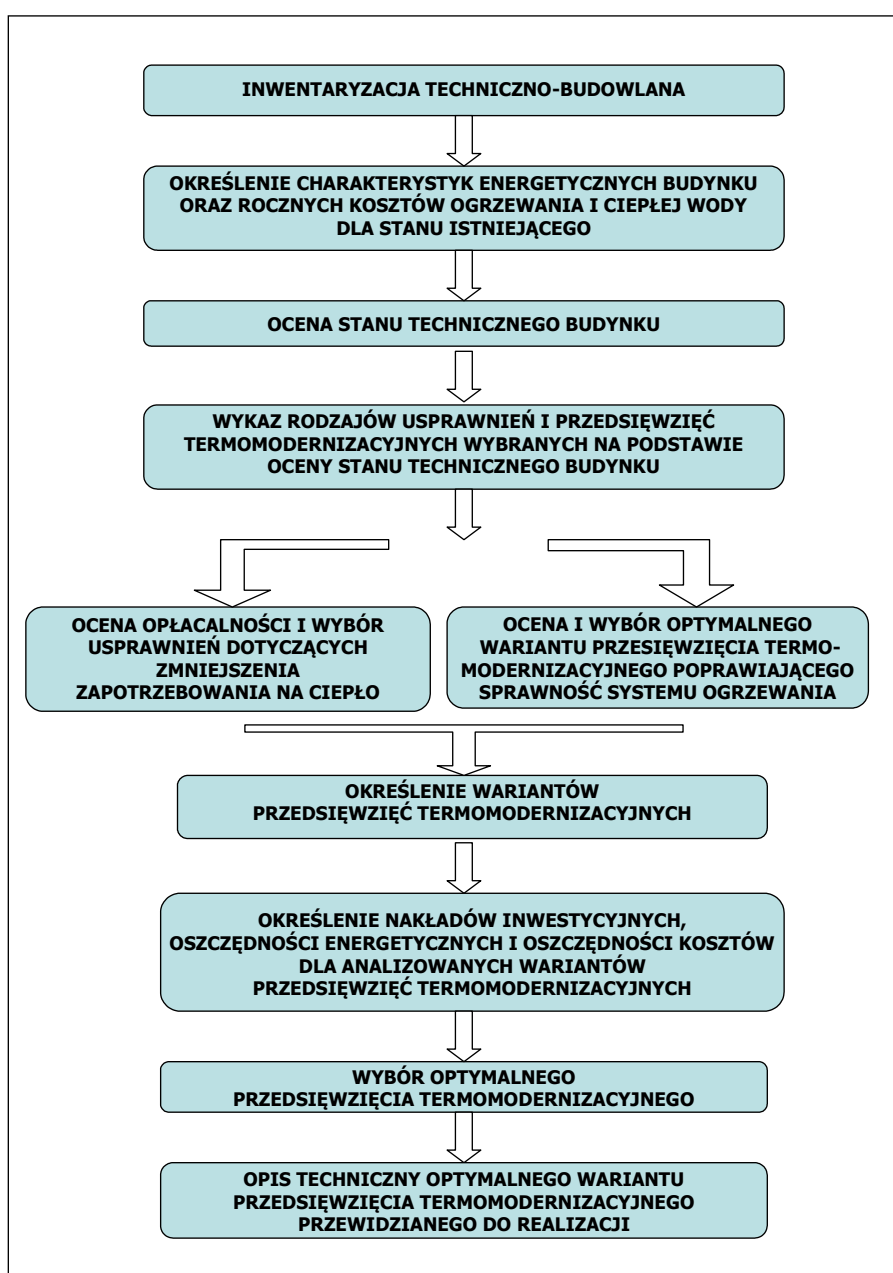 INWENTARYZACJA TECHNICZNO-BUDOWLANA
OKREŚLENIE CHARAKTERYSTYK ENERGETYCZNYCH BUDYNKU
ORAZ ROCZNYCH KOSZTÓW OGRZEWANIA I CIEPŁEJ WODY
DLA STANU ISTNIEJĄCEGO
OCENA STANU TECHNICZNEGO BUDYNKU
WYKAZ RODZAJÓW USPRAWNIEŃ I PRZEDSIĘWZIĘĆ
TERMOMODERNIZACYJNYCH WYBRANYCH NA PODSTAWIE
OCENY STANU TECHNICZNEGO BUDYNKU
OCENA OPŁACALNOŚCI I WYBÓR
USPRAWNIEŃ DOTYCZĄCYCH
ZMNIEJSZENIA
ZAPOTRZEBOWANIA NA CIEPŁO
OCENA I WYBÓR OPTYMALNEGO
WARIANTU PRZESIĘWZIĘCIA TERMO-
MODERNIZACYJNEGO POPRAWIAJĄCEGO
SPRAWNOŚĆ SYSTEMU OGRZEWANIA
OKREŚLENIE WARIANTÓW
PRZEDSIĘWZIĘĆ TERMOMODERNIZACYJNYCH
OKREŚLENIE NAKŁADÓW INWESTYCYJNYCH,
OSZCZĘDNOŚCI ENERGETYCZNYCH I OSZCZĘDNOŚCI KOSZTÓW
DLA ANALIZOWANYCH WARIANTÓW
PRZEDSIĘWZIĘĆ TERMOMODERNIZACYJNYCH
WYBÓR OPTYMALNEGO
PRZEDSIĘWZIĘCIA TERMOMODERNIZACYJNEGO
OPIS TECHNICZNY OPTYMALNEGO WARIANTU
PRZEDSIĘWZIĘCIA TERMOMODERNIZACYJNEGO
PRZEWIDZIANEGO DO REALIZACJI